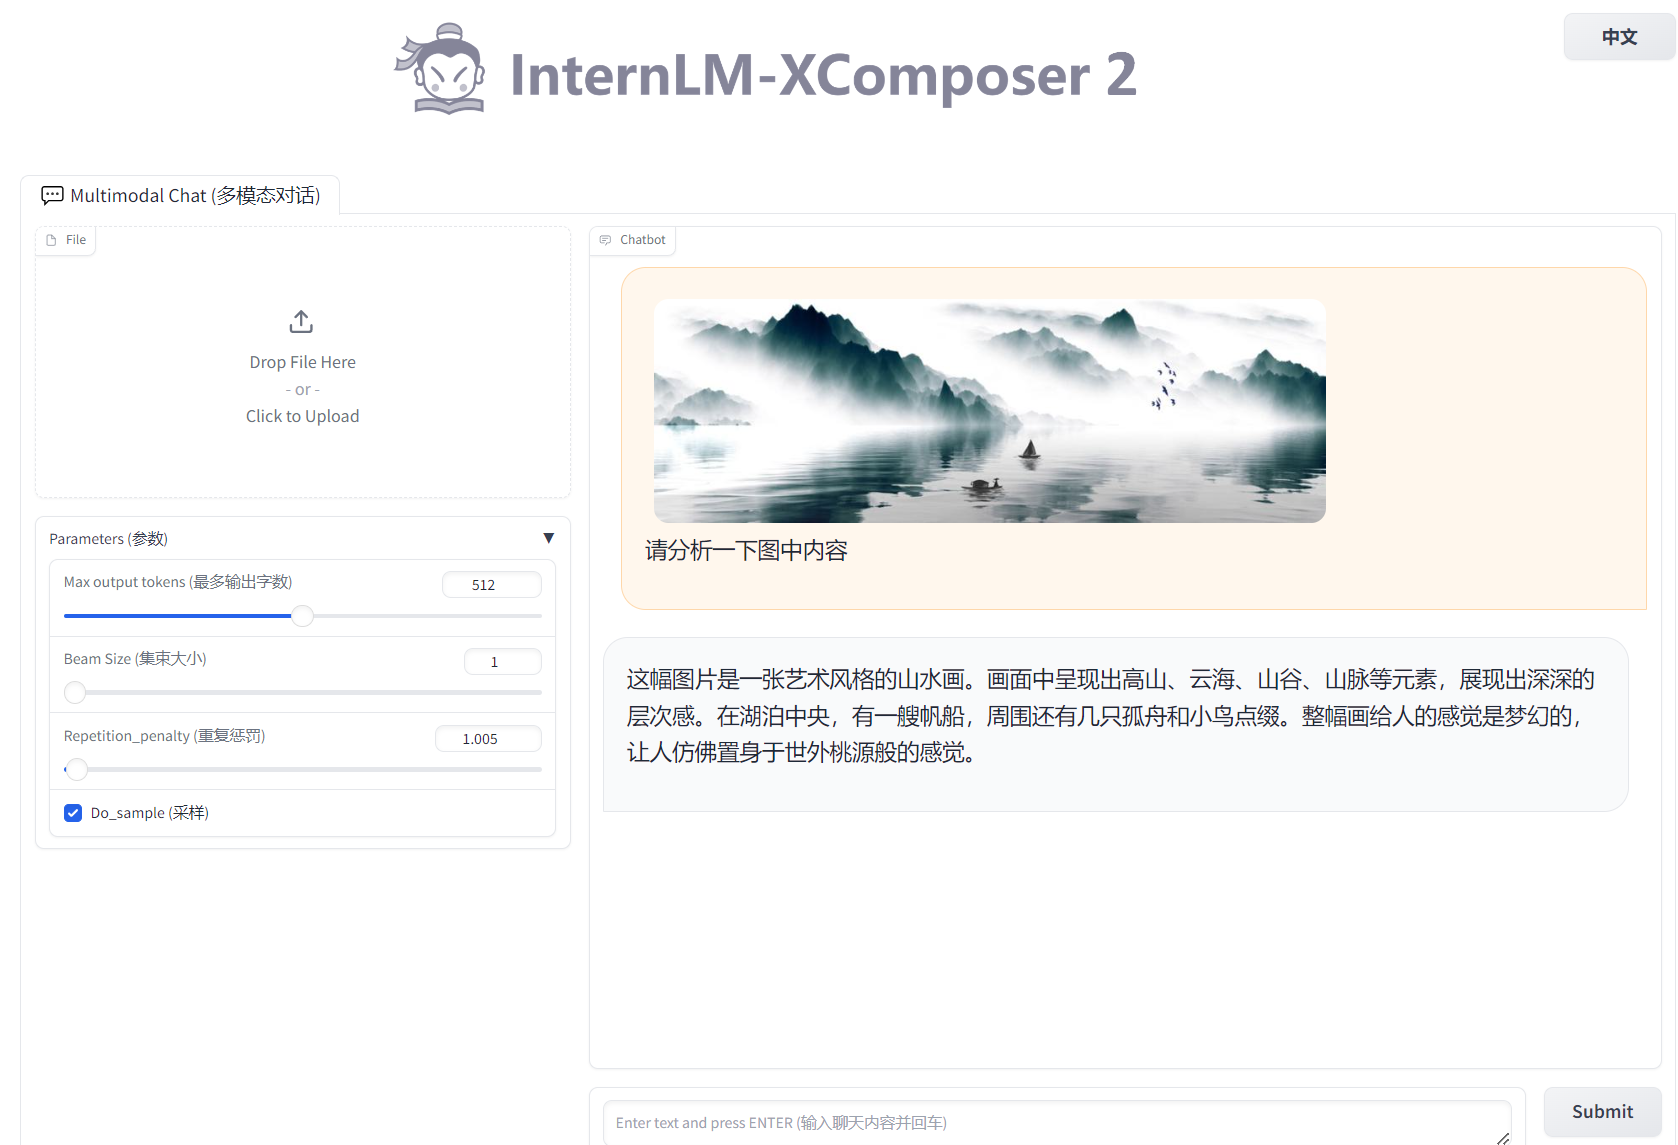 InternLM-XComposer 2
中文
Multimodal Chat (多模态对话)
File
Drop File Here
- or -
Click to Upload
Parameters (参数)
▼
Max output tokens (最多输出字数)
512
Beam Size (集束大小)
1
Repetition_penalty (重复惩罚)
1.005
Do_sample (采样)
Chatbot
请分析一下图中内容
这幅图片是一张艺术风格的山水画。画面中呈现出高山、云海、山谷、山脉等元素，展现出深深的
层次感。在湖泊中央，有一艘帆船，周围还有几只孤舟和小鸟点缀。整幅画给人的感觉是梦幻的，
让人仿佛置身于世外桃源般的感觉。
Enter text and press ENTER (输入聊天内容并回车)
Submit